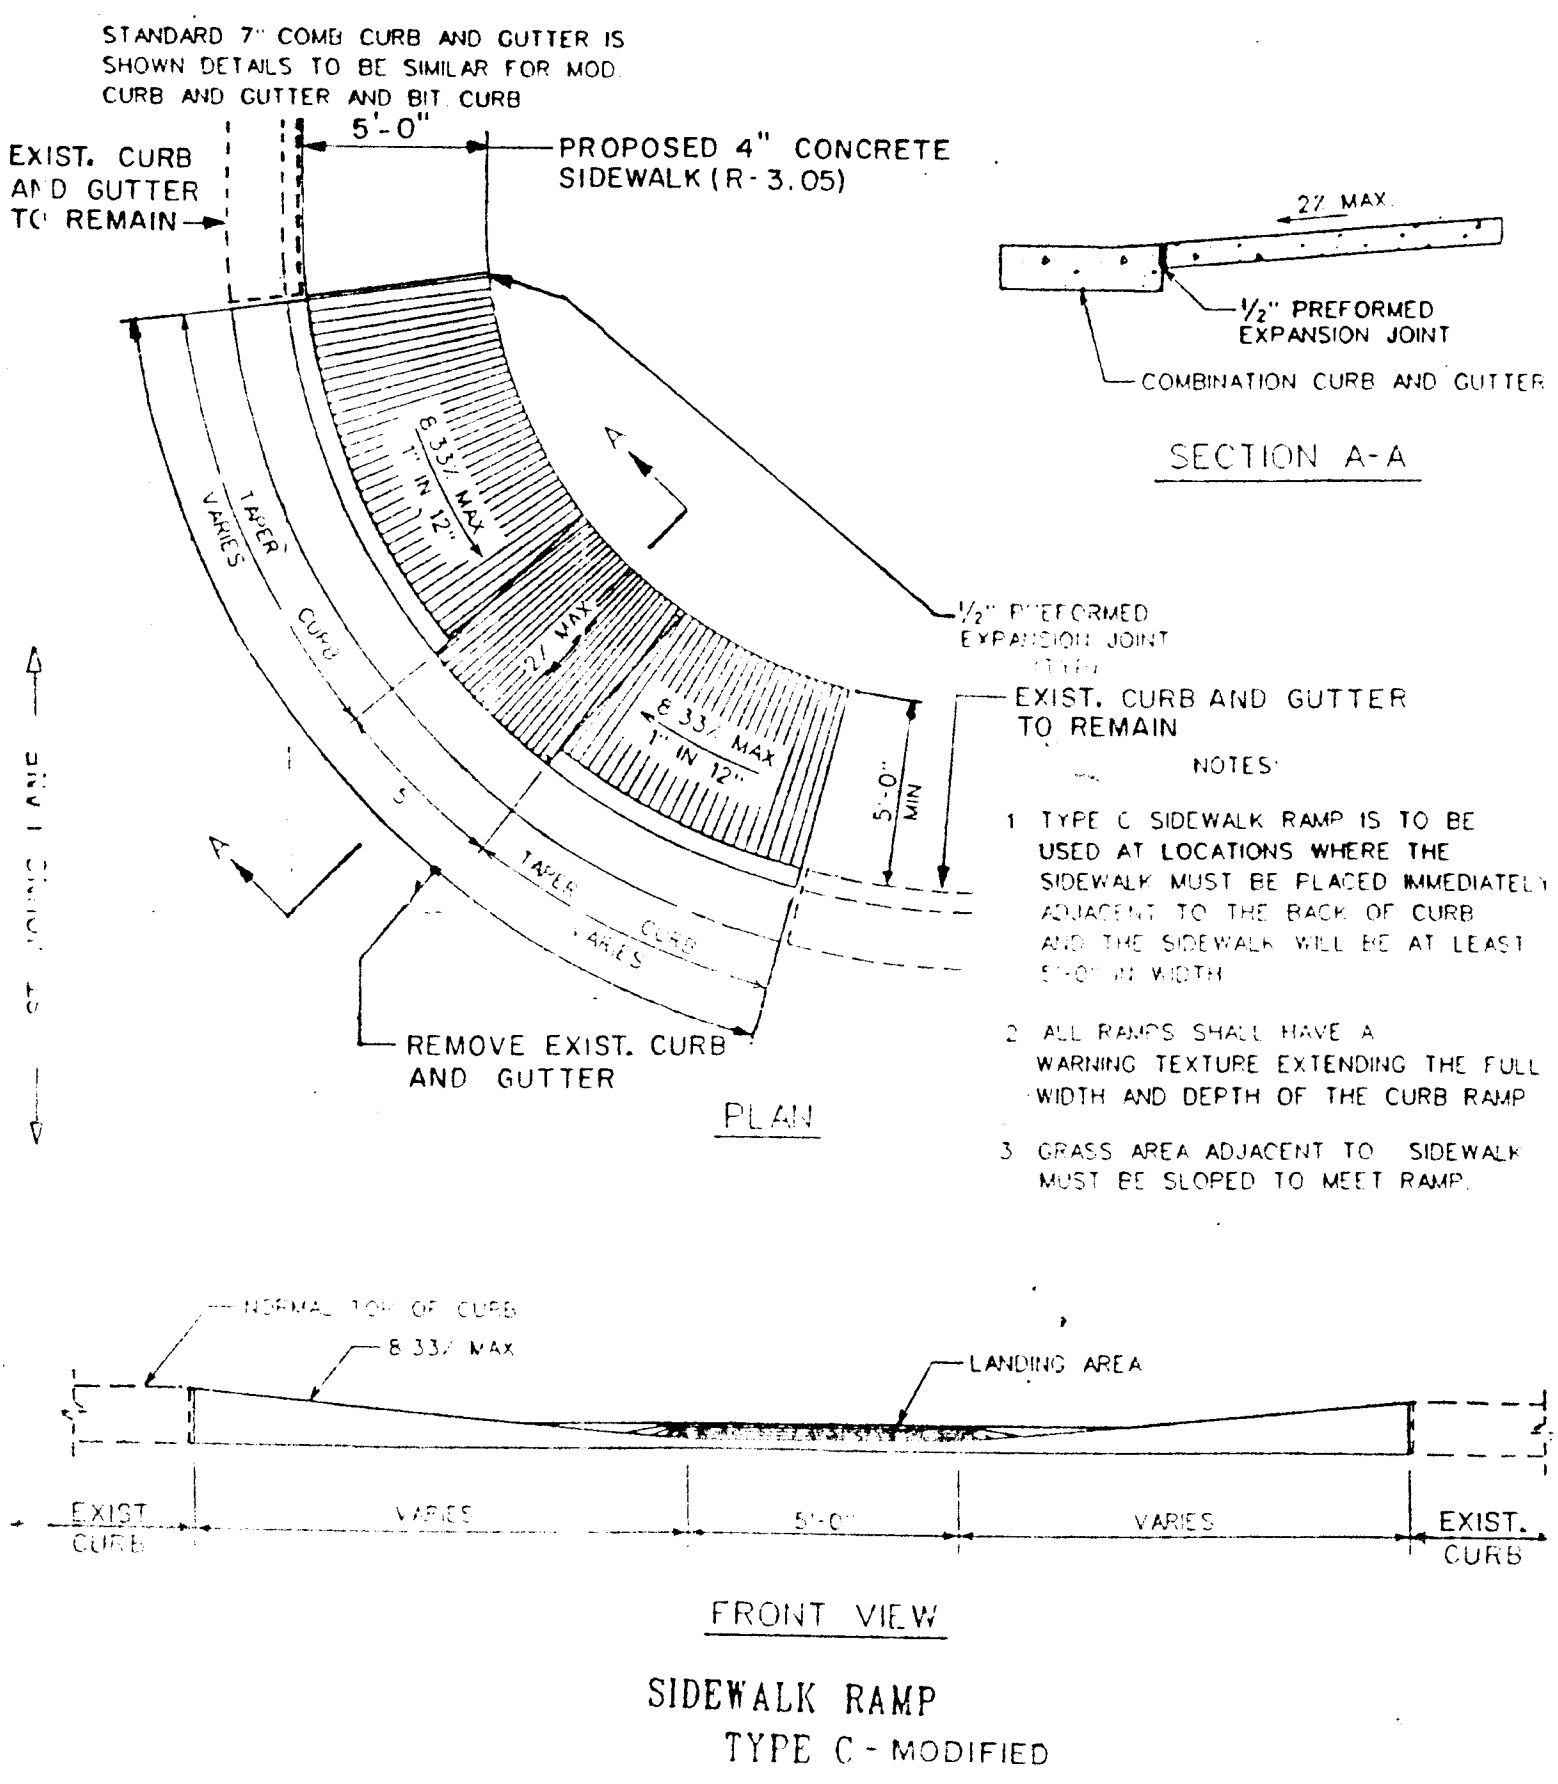 STANDARD 7" COMB CURB AND GUTTER IS
SHOWN DETAILS TO BE SIMILAR FOR MOD.
CURB AND GUTTER AND BIT. CURB
5'-0"
EXIST. CURB
AND GUTTER
TO REMAIN
PROPOSED 4" CONCRETE
SIDEWALK (R-3.05)
2% MAX.
1/2" PREFORMED
EXPANSION JOINT
COMBINATION CURB AND GUTTER
SECTION A-A
8.33% MAX
1" IN 12"
A
TAPER
VARIES
CURB
2% MAX
1/2" PREFORMED
EXPANSION JOINT
8.33% MAX
1" IN 12"
5'-0"
MIN
EXIST. CURB AND GUTTER
TO REMAIN
5
A
TAPER CURB
VARIES
REMOVE EXIST. CURB
AND GUTTER
PLAN
NOTES:
1 TYPE C SIDEWALK RAMP IS TO BE
USED AT LOCATIONS WHERE THE
SIDEWALK MUST BE PLACED IMMEDIATELY
ADJACENT TO THE BACK OF CURB
AND THE SIDEWALK WILL BE AT LEAST
5'-0" IN WIDTH
2 ALL RAMPS SHALL HAVE A
WARNING TEXTURE EXTENDING THE FULL
WIDTH AND DEPTH OF THE CURB RAMP
3 GRASS AREA ADJACENT TO SIDEWALK
MUST BE SLOPED TO MEET RAMP.
NORMAL TOP OF CURB
8.33% MAX
LANDING AREA
EXIST
CURB
VARIES
5'-0"
VARIES
EXIST.
CURB
FRONT VIEW
SIDEWALK RAMP
TYPE C - MODIFIED